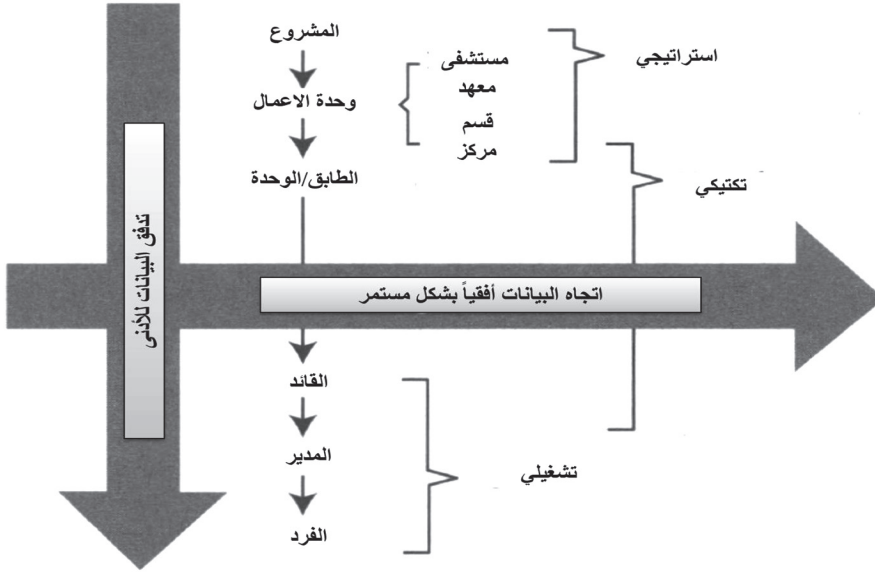 المشروع
استراتيجي
مستشفى
معهد
وحدة الاعمال
قسم
مركز
الطابق/الوحدة
تكتيكي
تدفق البيانات للأدنى
اتجاه البيانات أفقياً بشكل مستمر
القائد
المدير
تشغيلي
الفرد